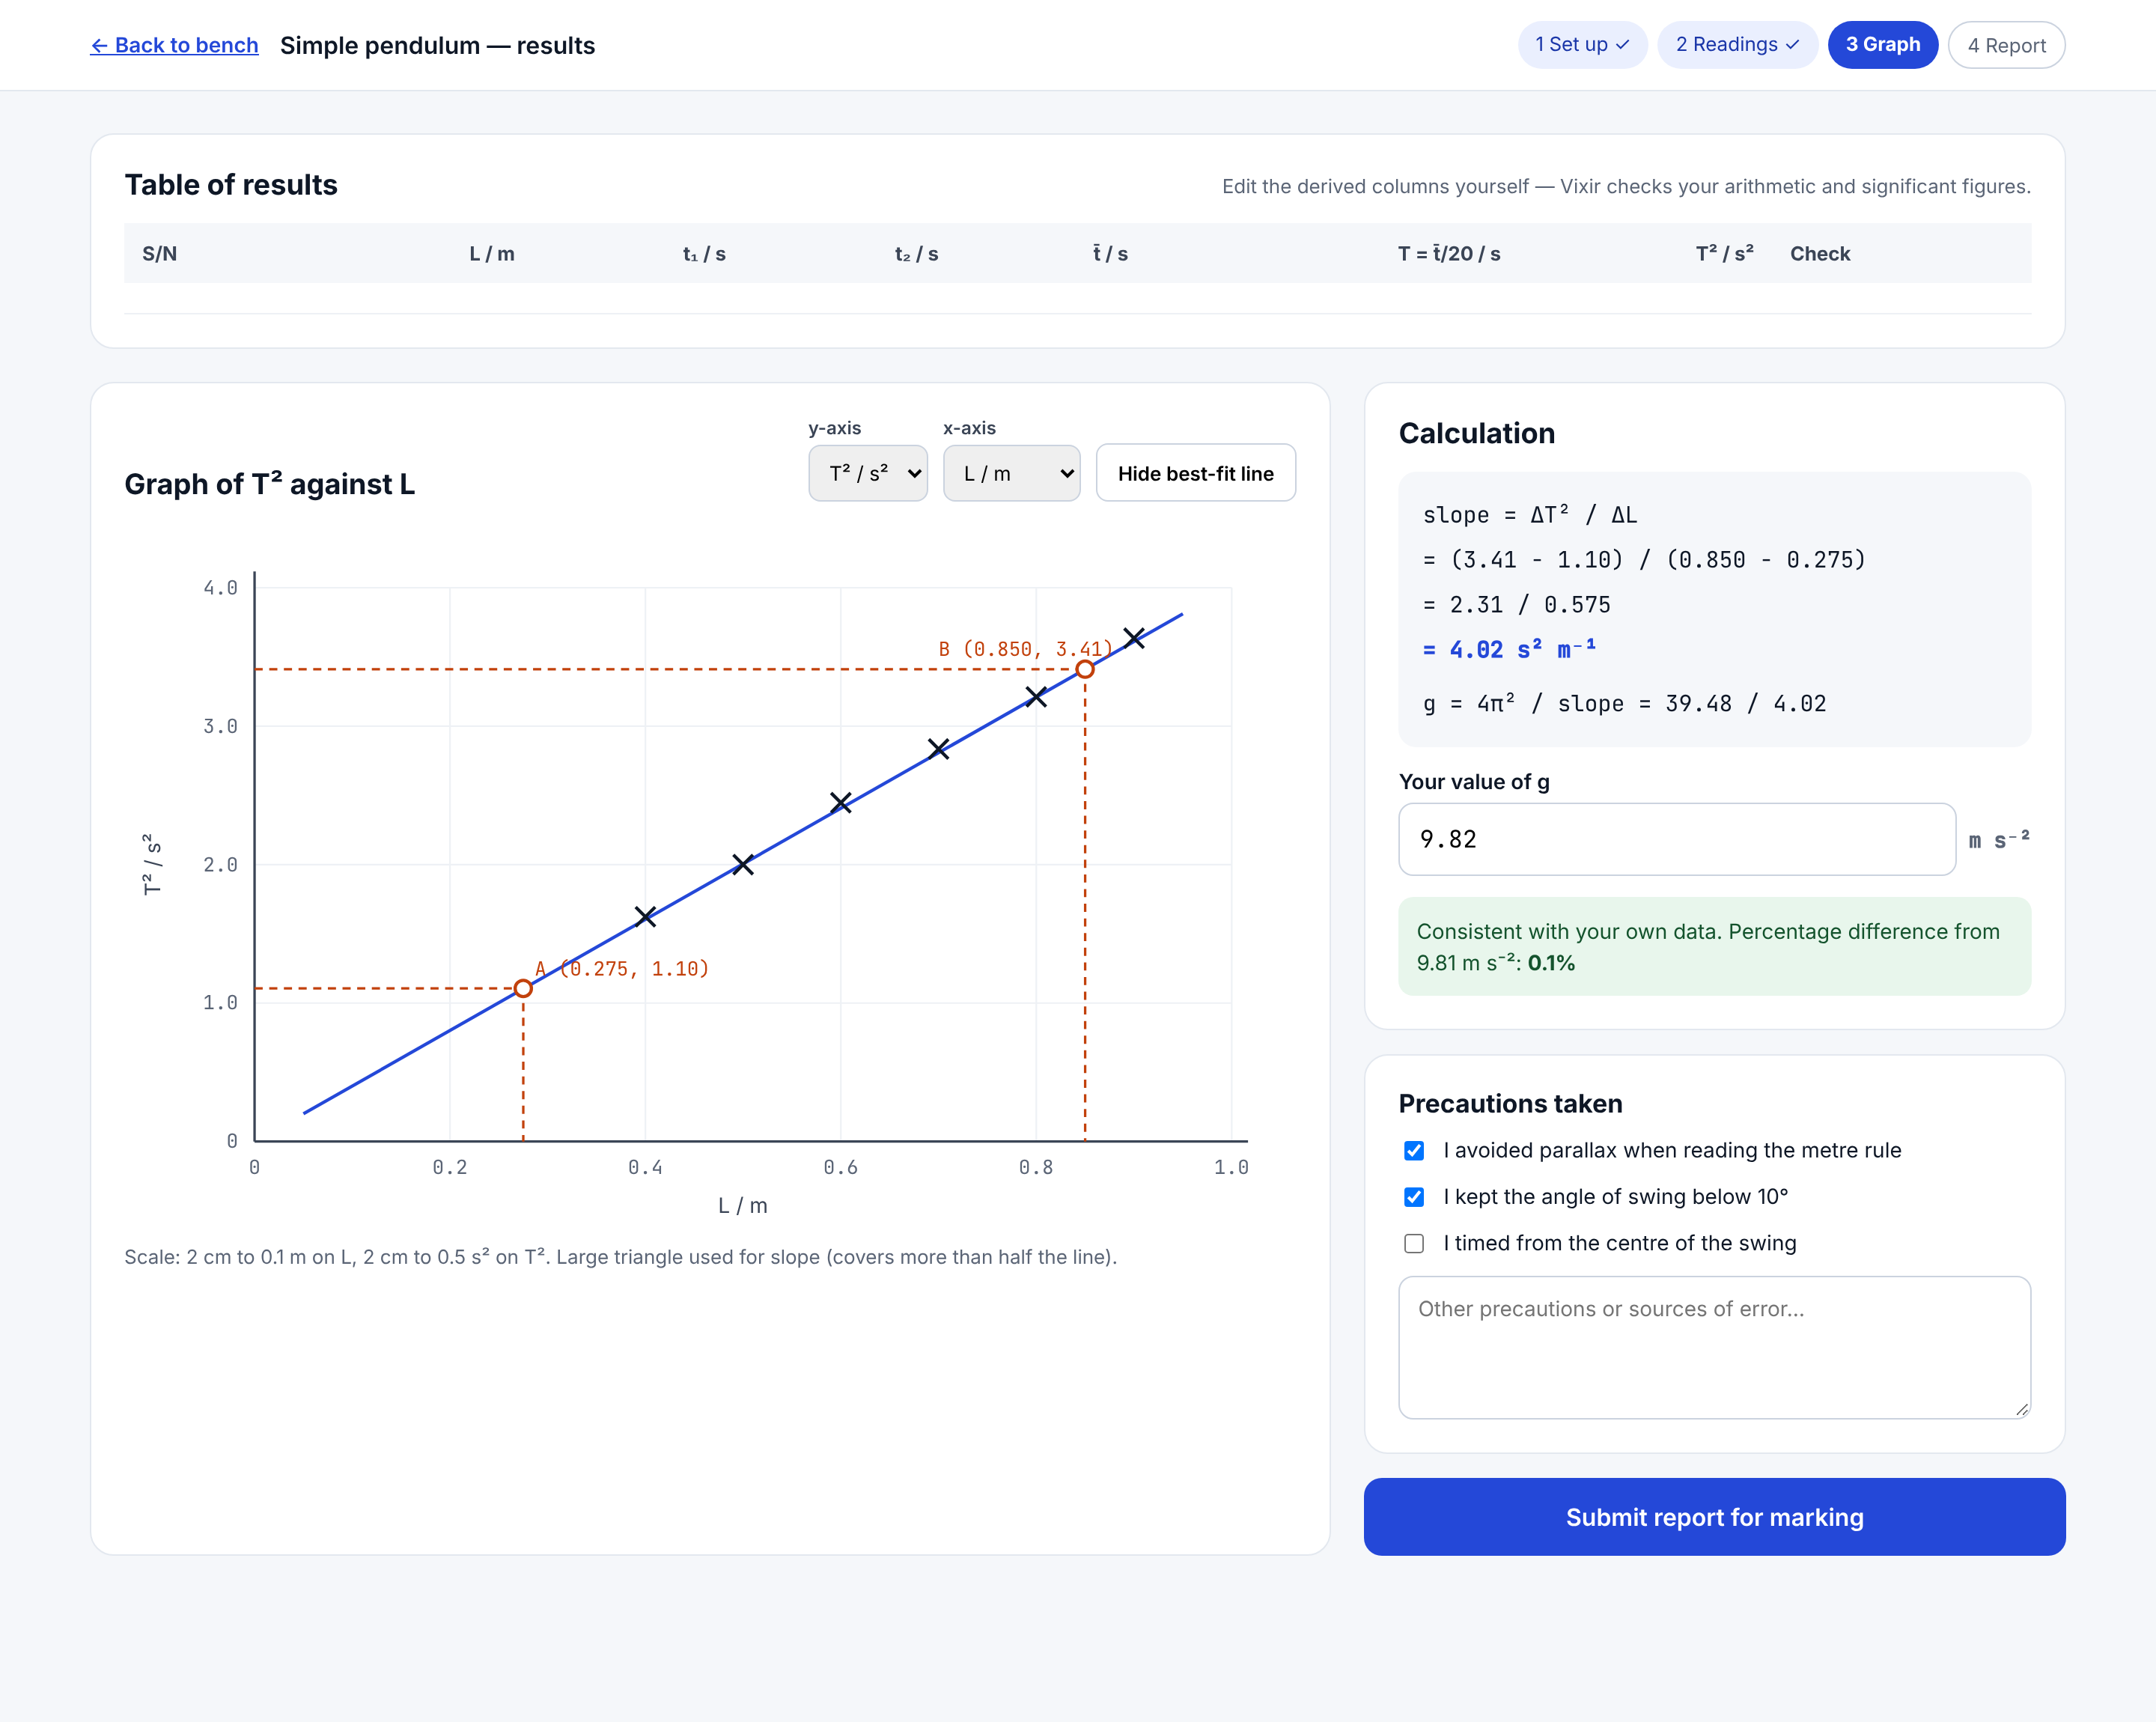 ← Back to bench
Simple pendulum — results
1 Set up ✓
2 Readings ✓
3 Graph
4 Report
Table of results
Edit the derived columns yourself — Vixir checks your arithmetic and significant figures.
S/N L / m t₁ / s t₂ / s t̄ / s T = t̄/20 / s T² / s² Check
Graph of T² against L
y-axis
T² / s²
x-axis
L / m
Hide best-fit line
4.0
3.0
2.0
1.0
0
T² / s²
B (0.850, 3.41)
A (0.275, 1.10)
0 0.2 0.4 0.6 0.8 1.0
L / m
Scale: 2 cm to 0.1 m on L, 2 cm to 0.5 s² on T². Large triangle used for slope (covers more than half the line).
Calculation
slope = ΔT² / ΔL
= (3.41 - 1.10) / (0.850 - 0.275)
= 2.31 / 0.575
= 4.02 s² m⁻¹
g = 4π² / slope = 39.48 / 4.02
Your value of g
9.82 m s⁻²
Consistent with your own data. Percentage difference from
9.81 m s⁻²: 0.1%
Precautions taken
I avoided parallax when reading the metre rule
I kept the angle of swing below 10°
I timed from the centre of the swing
Other precautions or sources of error...
Submit report for marking